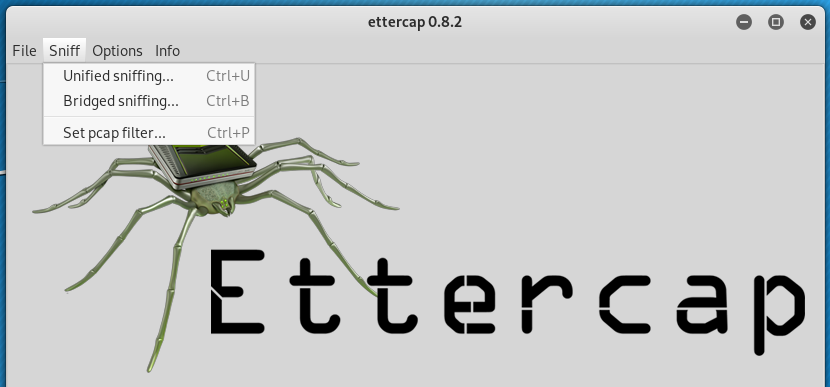 ettercap 0.8.2
File Sniff Options Info
Unified sniffing... Ctrl+U
Bridged sniffing... Ctrl+B
Set pcap filter... Ctrl+P
Ettercap